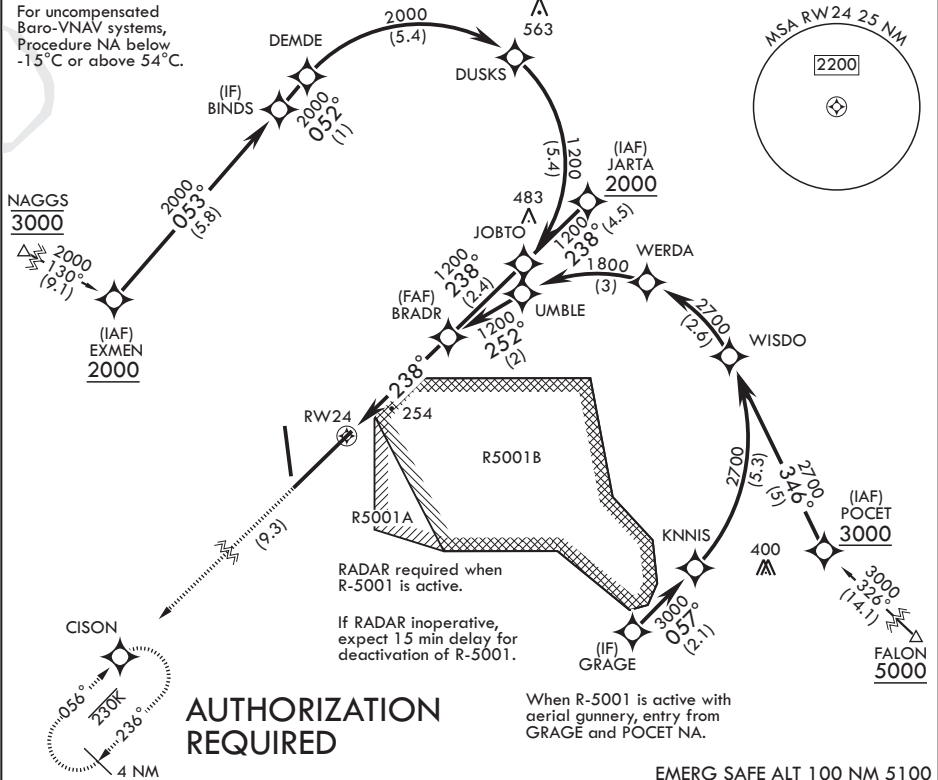 For uncompensated
Baro-VNAV systems,
Procedure NA below
-15°C or above 54°C.
2000
(5.4)
563
MSA RW24 25 NM
2200
DEMDE
DUSKS
(IF)
BINDS
2000
052°
(1)
1200
(5.4)
(IAF)
JARTA
2000
NAGGS
3000
2000
053°
(5.8)
483
JOBTO
1200
238°
(4.5)
2000
130°
(9.1)
WERDA
1800
(3)
1200
238°
(2.4)
(IAF)
EXMEN
2000
(FAF)
BRADR
UMBLE
1200
252°
(2)
2700
(2.6)
WISDO
238°
RW24
254
R5001B
2700
(5.3)
2700
346°
(5)
(IAF)
POCET
3000
R5001A
(9.3)
KNNIS
400
RADAR required when
R-5001 is active.
3000
326°
(14.1)
If RADAR inoperative,
expect 15 min delay for
deactivation of R-5001.
3000
057°
(2.1)
(IF)
GRAGE
FALON
5000
CISON
056°
230K
236°
4 NM
AUTHORIZATION
REQUIRED
When R-5001 is active with
aerial gunnery, entry from
GRAGE and POCET NA.
EMERG SAFE ALT 100 NM 5100